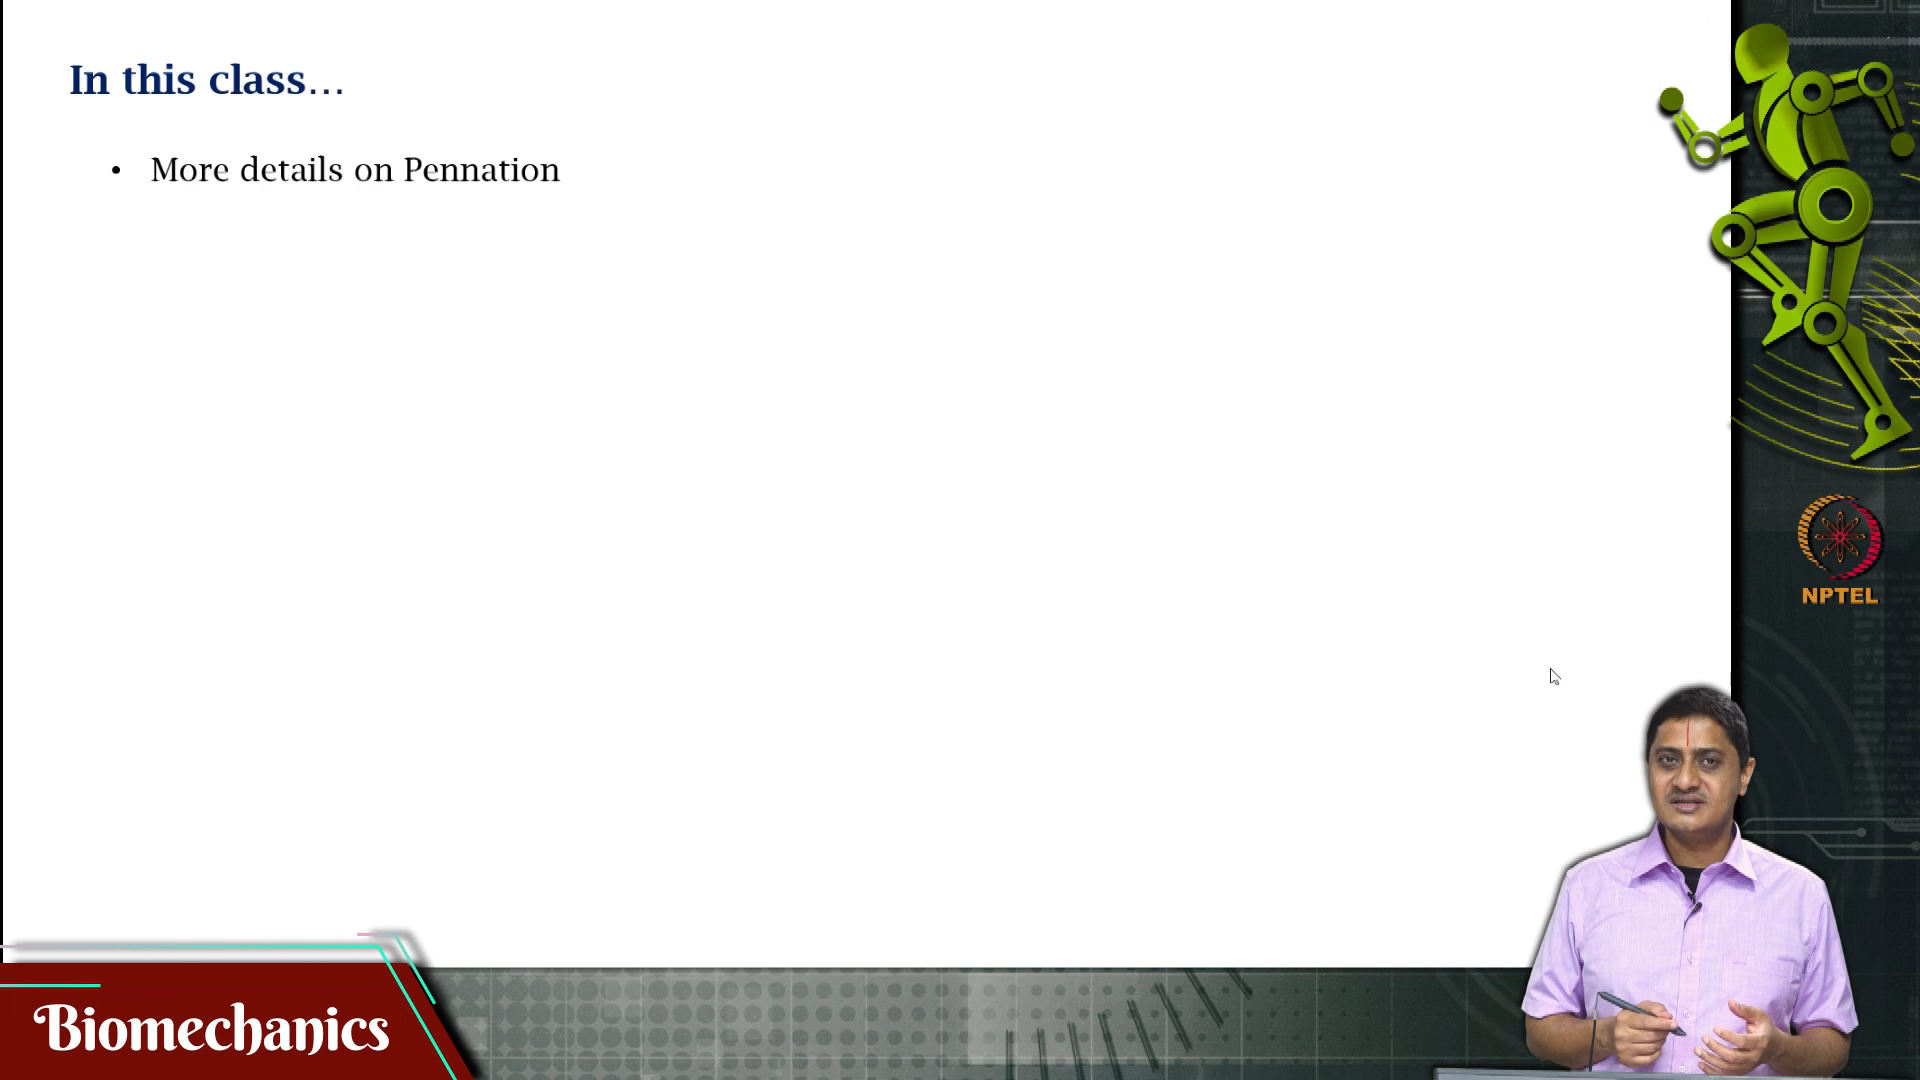 In this class...
• More details on Pennation
NPTEL
Biomechanics